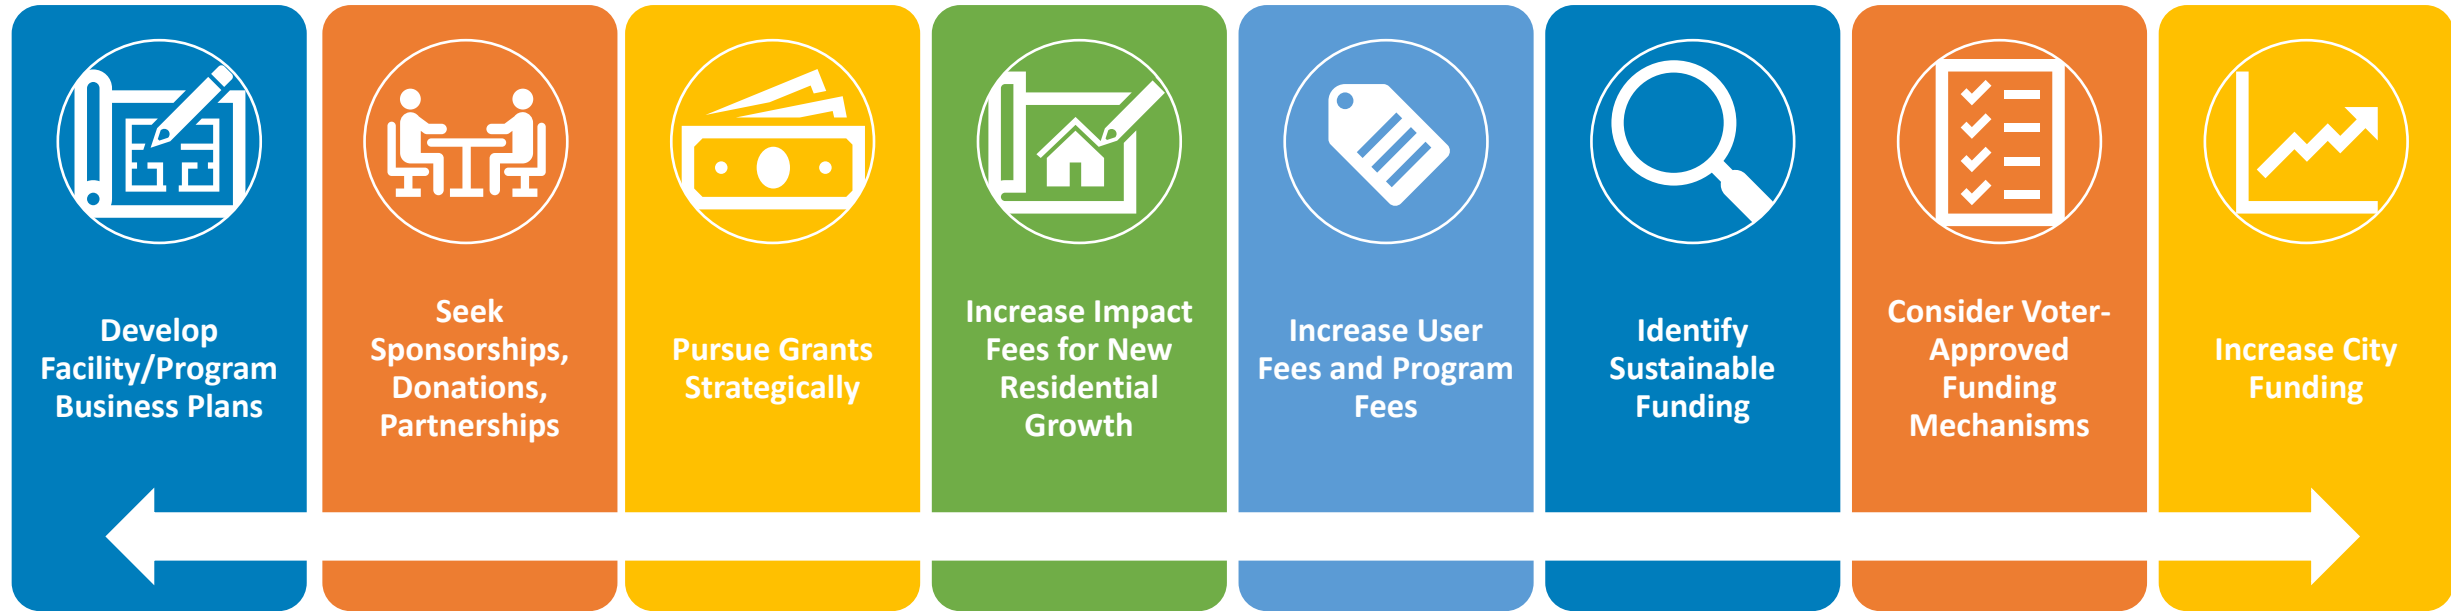 Develop
Facility/Program
Business Plans
Seek
Sponsorships,
Donations,
Partnerships
Pursue Grants
Strategically
Increase Impact
Fees for New
Residential
Growth
Increase User
Fees and Program
Fees
Identify
Sustainable
Funding
Consider Voter-
Approved
Funding
Mechanisms
Increase City
Funding